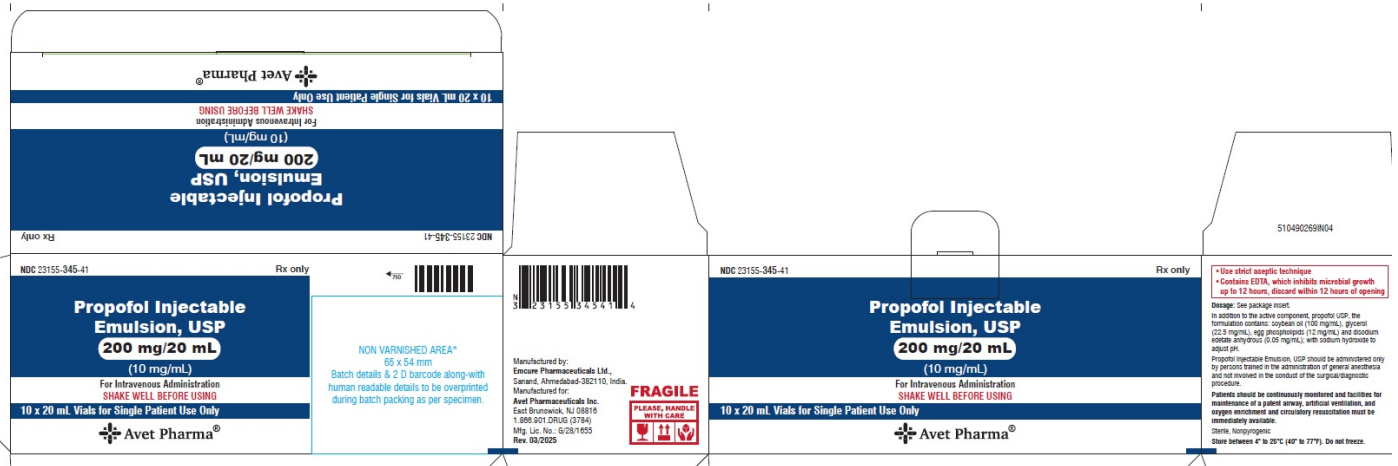 Avet Pharma®
10 x 20 mL Vials for Single Patient Use Only
SHAKE WELL BEFORE USING
For Intravenous Administration
(10 mg/mL)
200 mg/20 mL
Emulsion, USP
Propofol Injectable
Rx only
NDC 23155-345-41
NDC 23155-345-41
Rx only
Propofol Injectable
Emulsion, USP
200 mg/20 mL
(10 mg/mL)
For Intravenous Administration
SHAKE WELL BEFORE USING
10 x 20 mL Vials for Single Patient Use Only
Avet Pharma®
750
NON VARNISHED AREA*
65 x 54 mm
Batch details & 2 D barcode along-with
human readable details to be overprinted
during batch packing as per specimen.
N
3 23155 34541 4
Manufactured by:
Emcure Pharmaceuticals Ltd.,
Sanand, Ahmedabad-382110, India.
Manufactured for:
Avet Pharmaceuticals Inc.
East Brunswick, NJ 08816
1.866.901.DRUG (3784)
Mfg. Lic. No.: G/28/1655
Rev. 03/2025
FRAGILE
PLEASE, HANDLE
WITH CARE
NDC 23155-345-41
Rx only
Propofol Injectable
Emulsion, USP
200 mg/20 mL
(10 mg/mL)
For Intravenous Administration
SHAKE WELL BEFORE USING
10 x 20 mL Vials for Single Patient Use Only
Avet Pharma®
510490269IN04
• Use strict aseptic technique
• Contains EDTA, which inhibits microbial growth
up to 12 hours, discard within 12 hours of opening
Dosage: See package insert.
In addition to the active component, propofol USP, the
formulation contains: soybean oil (100 mg/mL), glycerol
(22.5 mg/mL), egg phospholipids (12 mg/mL) and disodium
edetate anhydrous (0.05 mg/mL); with sodium hydroxide to
adjust pH.
Propofol Injectable Emulsion, USP should be administered only
by persons trained in the administration of general anesthesia
and not involved in the conduct of the surgical/diagnostic
procedure.
Patients should be continuously monitored and facilities for
maintenance of a patent airway, artificial ventilation, and
oxygen enrichment and circulatory resuscitation must be
immediately available.
Sterile, Nonpyrogenic
Store between 4° to 25°C (40° to 77°F). Do not freeze.